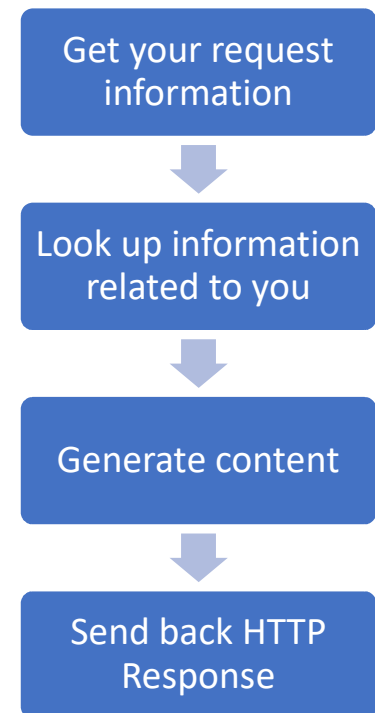 Get your request
information
Look up information
related to you
Generate content
Send back HTTP
Response